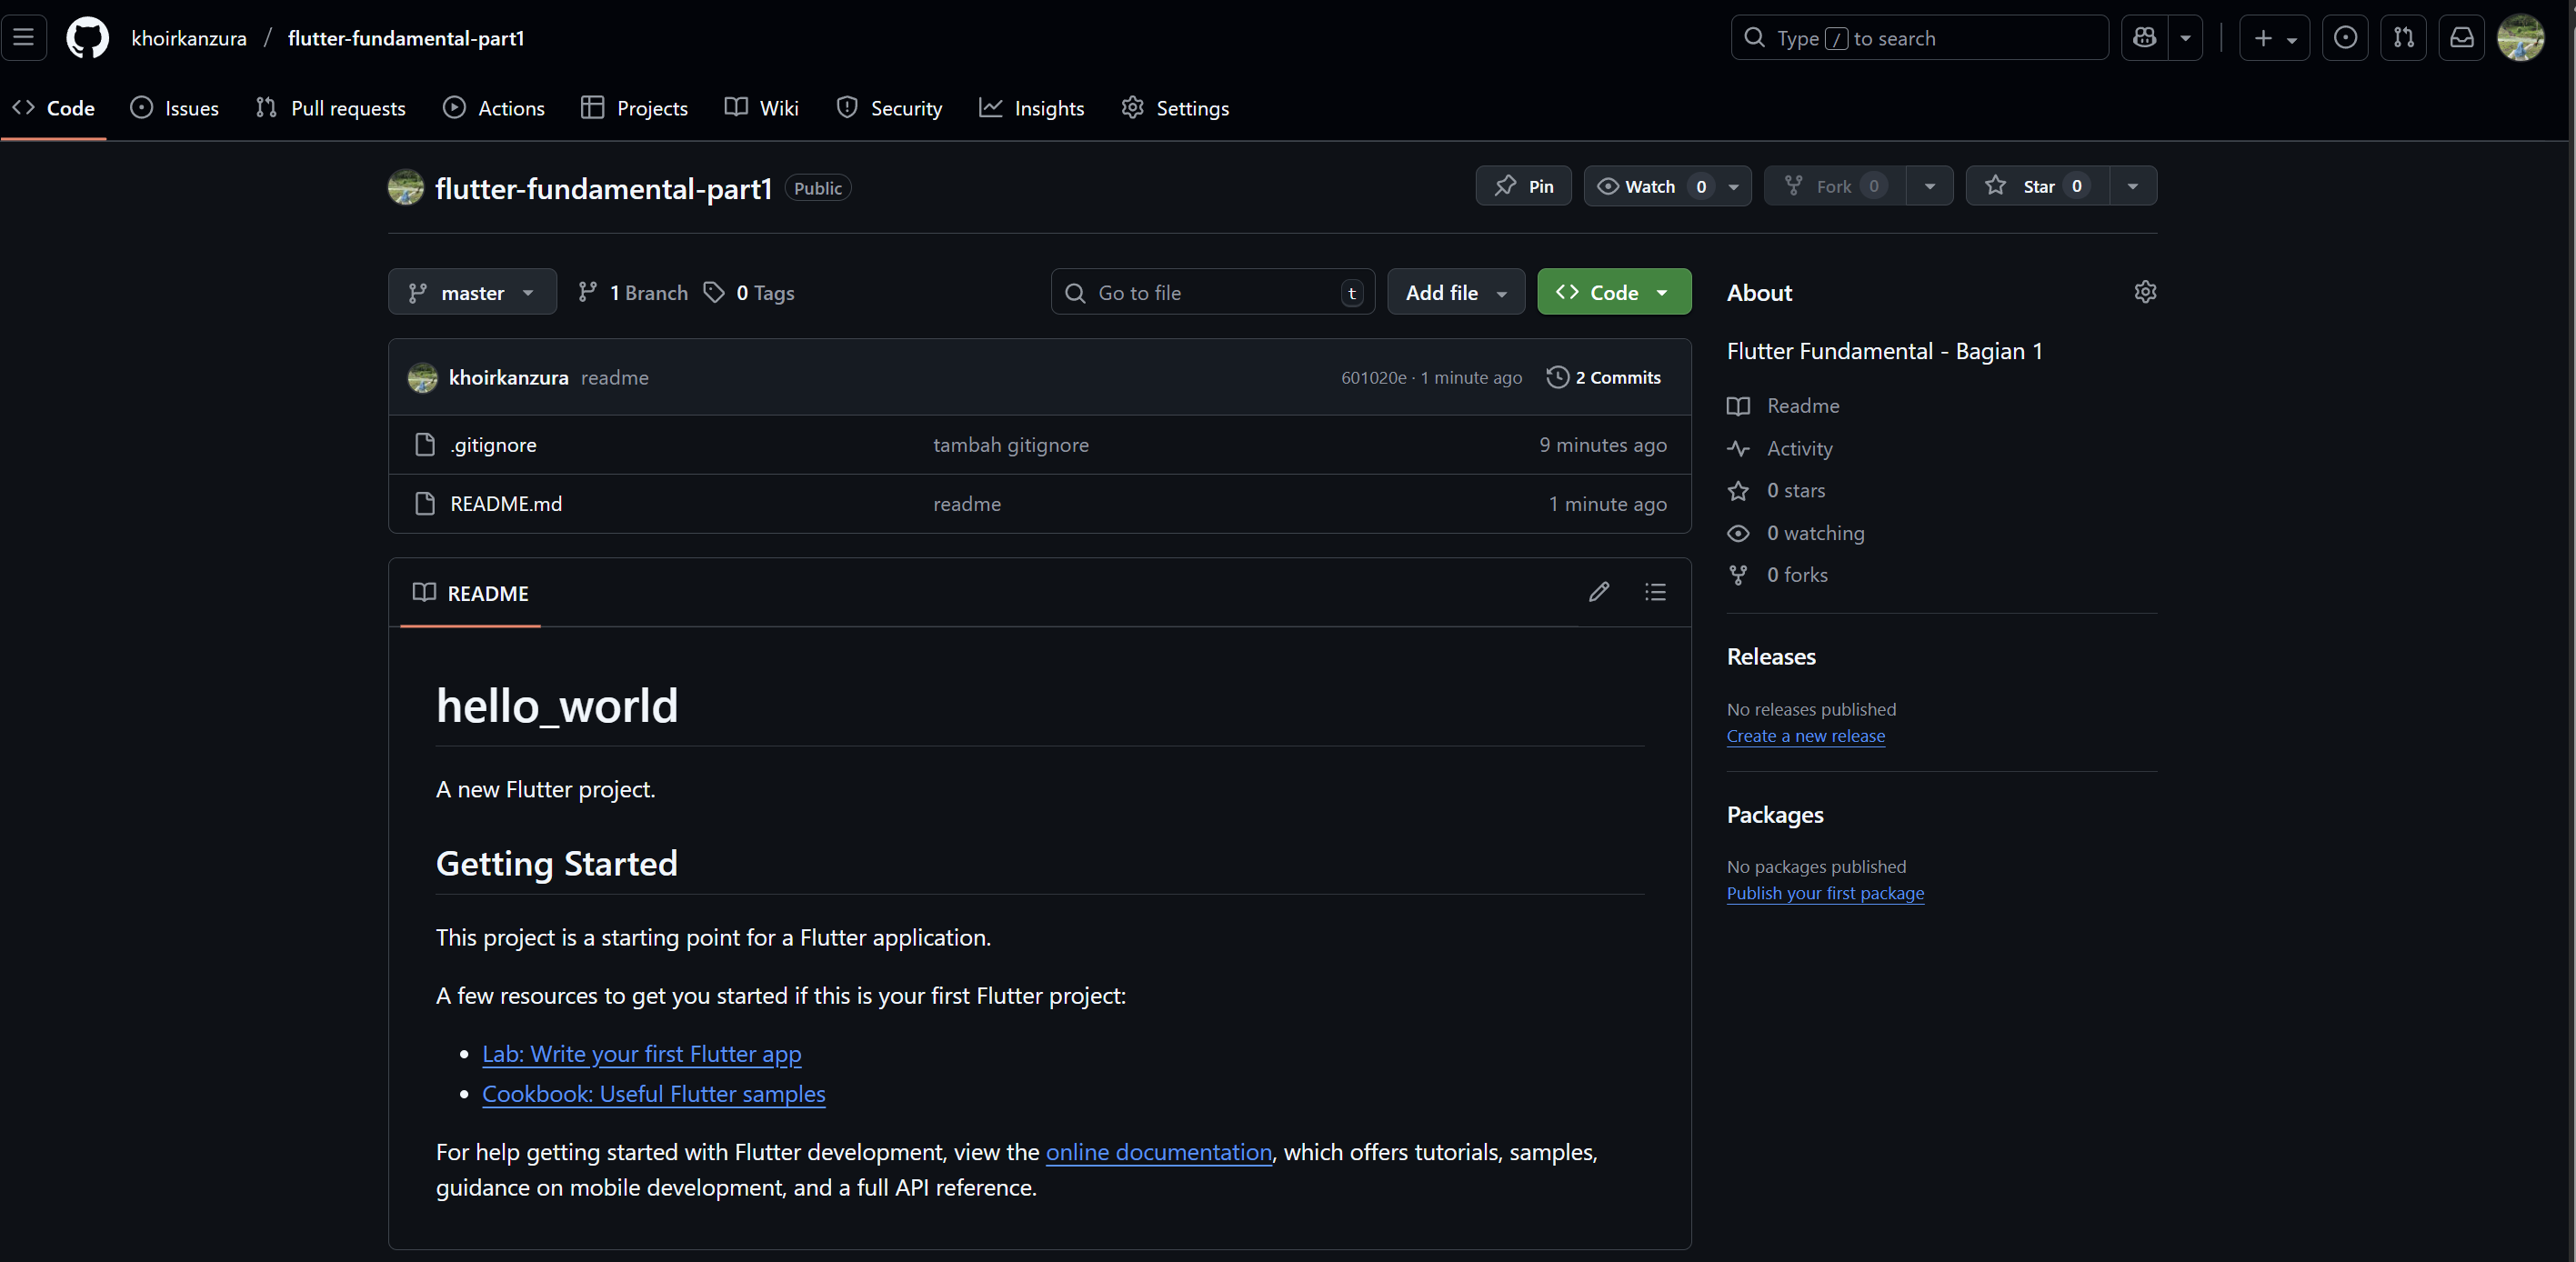 khoirkanzura / flutter-fundamental-part1
Type / to search
Code Issues Pull requests Actions Projects Wiki Security Insights Settings
flutter-fundamental-part1 Public
Pin Watch 0 Fork 0 Star 0
master 1 Branch 0 Tags Go to file t Add file Code
khoirkanzura readme 601020e · 1 minute ago 2 Commits
.gitignore tambah gitignore 9 minutes ago
README.md readme 1 minute ago
README
hello_world
A new Flutter project.
Getting Started
This project is a starting point for a Flutter application.
A few resources to get you started if this is your first Flutter project:
Lab: Write your first Flutter app
Cookbook: Useful Flutter samples
For help getting started with Flutter development, view the online documentation, which offers tutorials, samples,
guidance on mobile development, and a full API reference.
About
Flutter Fundamental - Bagian 1
Readme
Activity
0 stars
0 watching
0 forks
Releases
No releases published
Create a new release
Packages
No packages published
Publish your first package